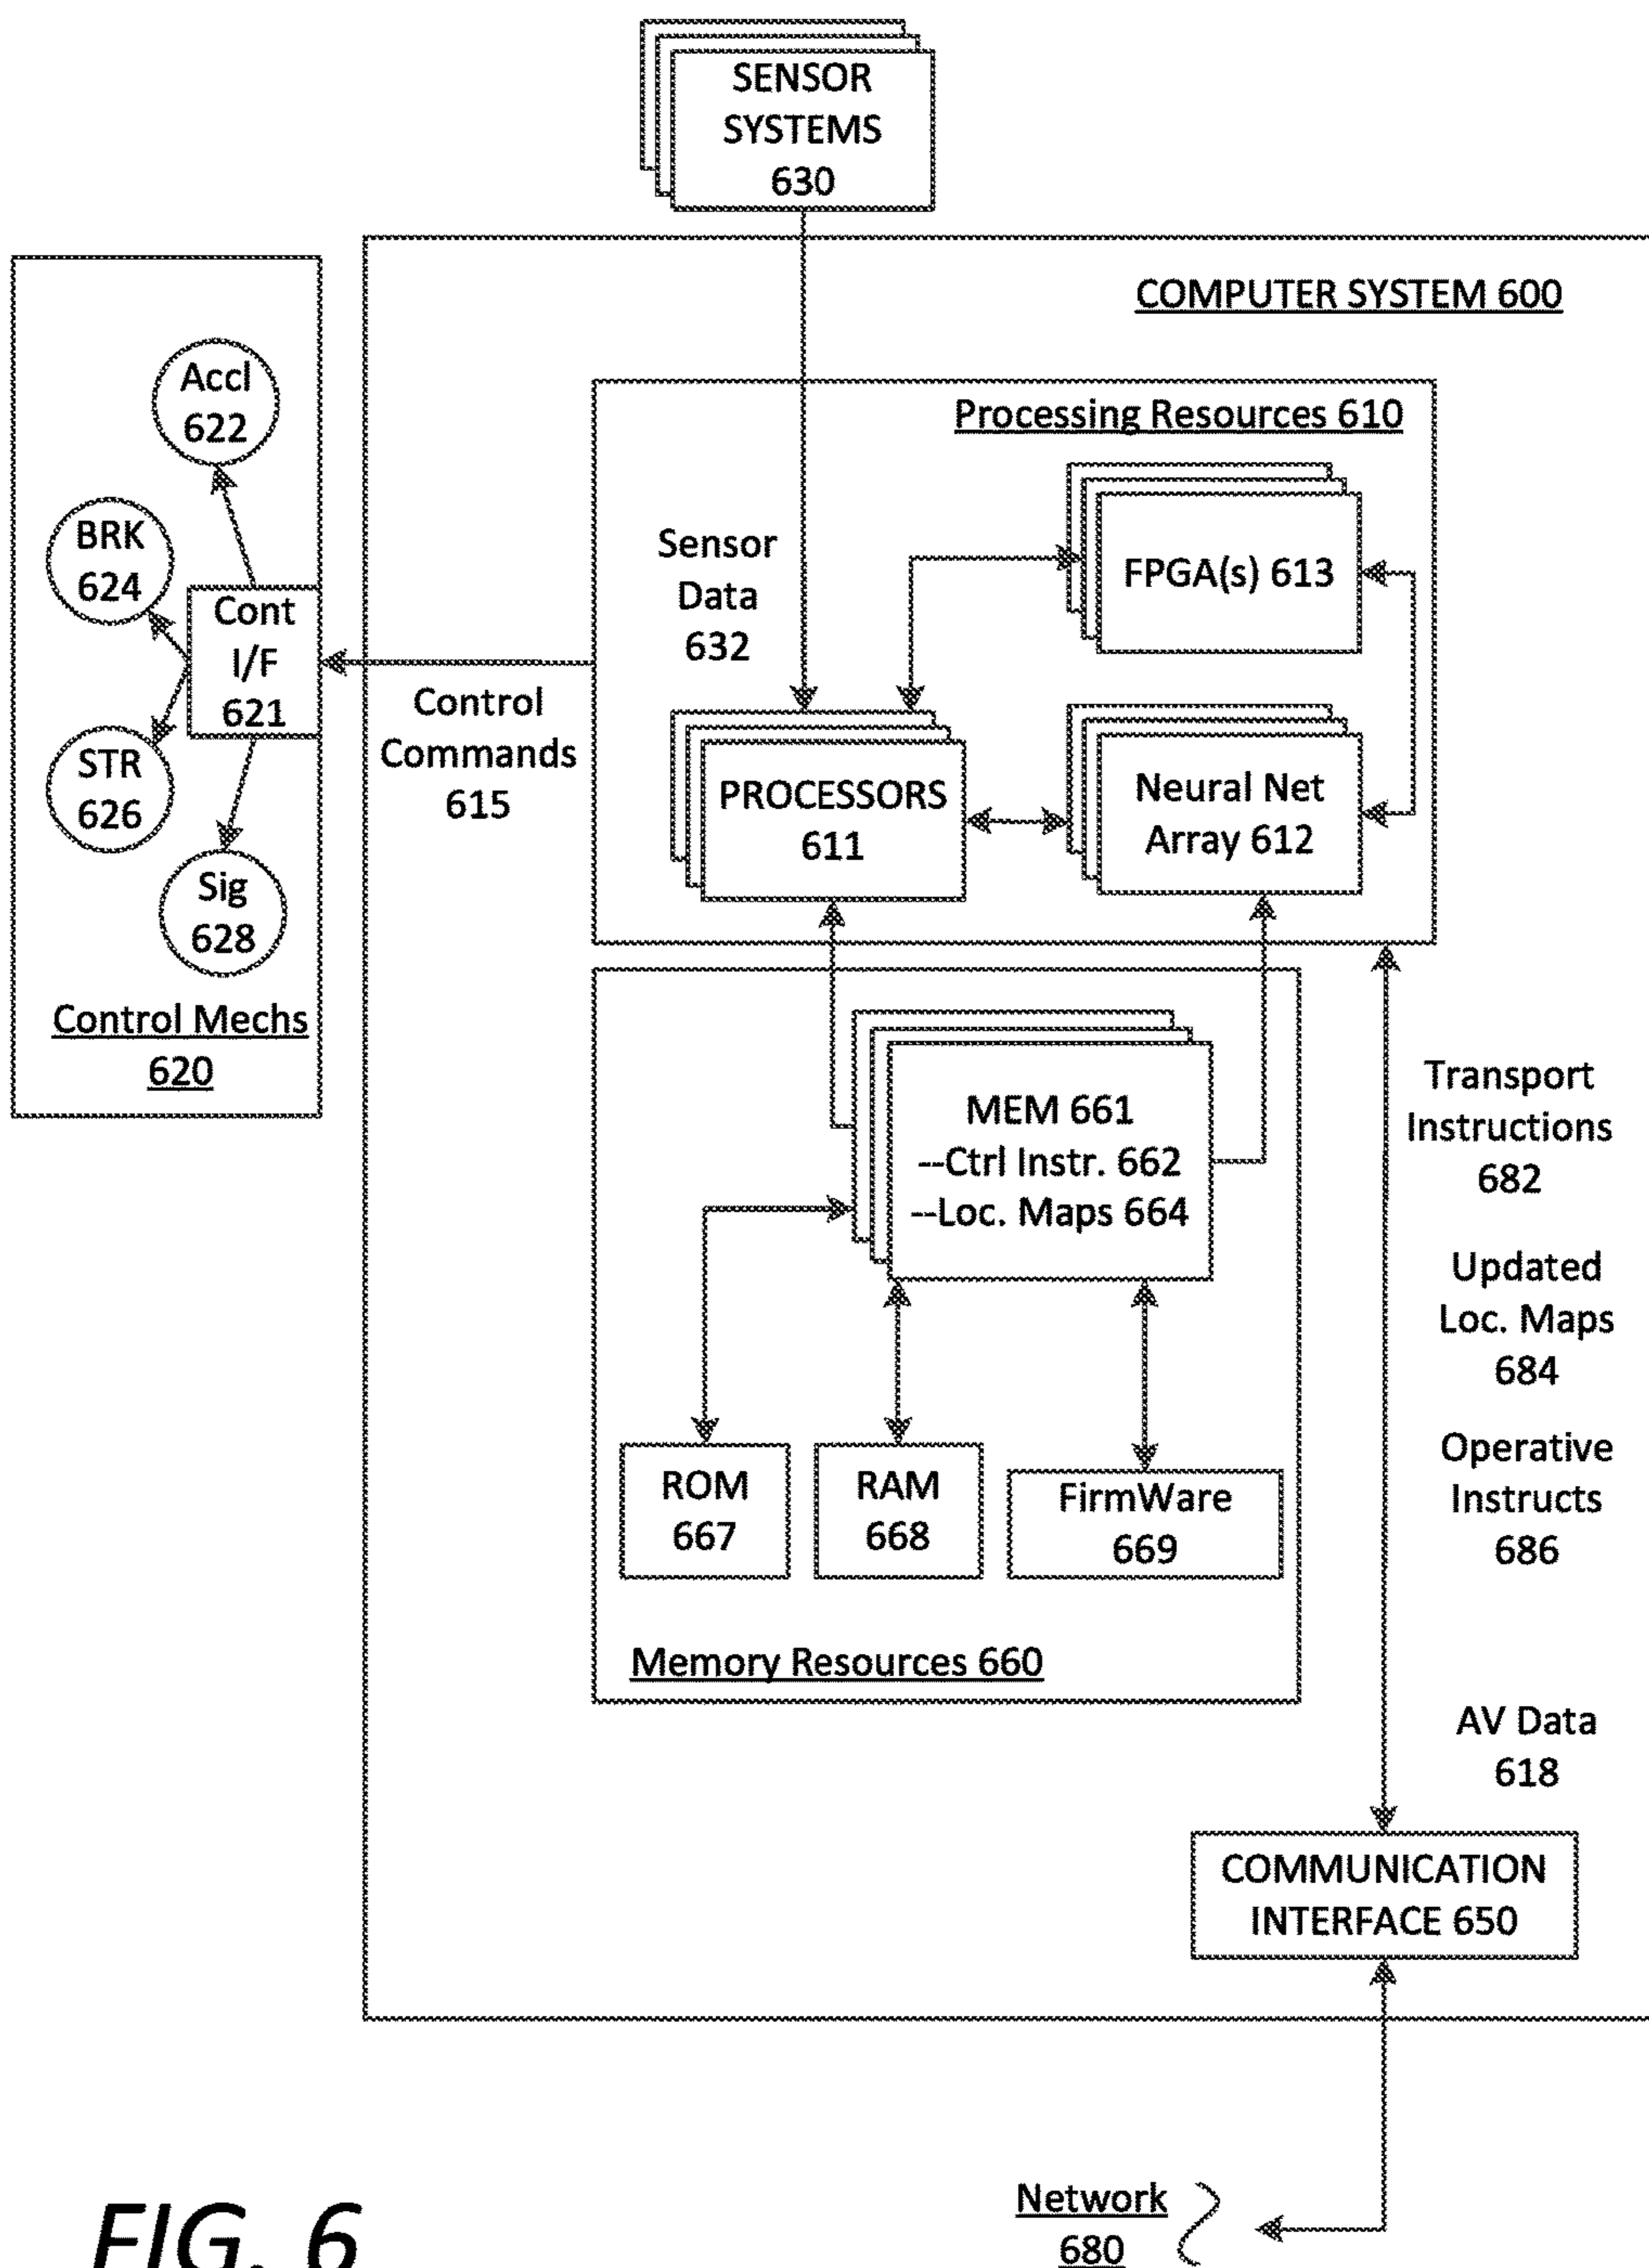 SENSOR
SYSTEMS
630
COMPUTER SYSTEM 600
Accl
622
BRK
624
Cont
I/F
621
STR
626
Sig
628
Control Mechs
620
Control
Commands
615
Processing Resources 610
Sensor
Data
632
FPGA(s) 613
PROCESSORS
611
Neural Net
Array 612
MEM 661
--Ctrl Instr. 662
--Loc. Maps 664
ROM
667
RAM
668
FirmWare
669
Memory Resources 660
Transport
Instructions
682
Updated
Loc. Maps
684
Operative
Instructs
686
AV Data
618
COMMUNICATION
INTERFACE 650
Network
680
FIG. 6